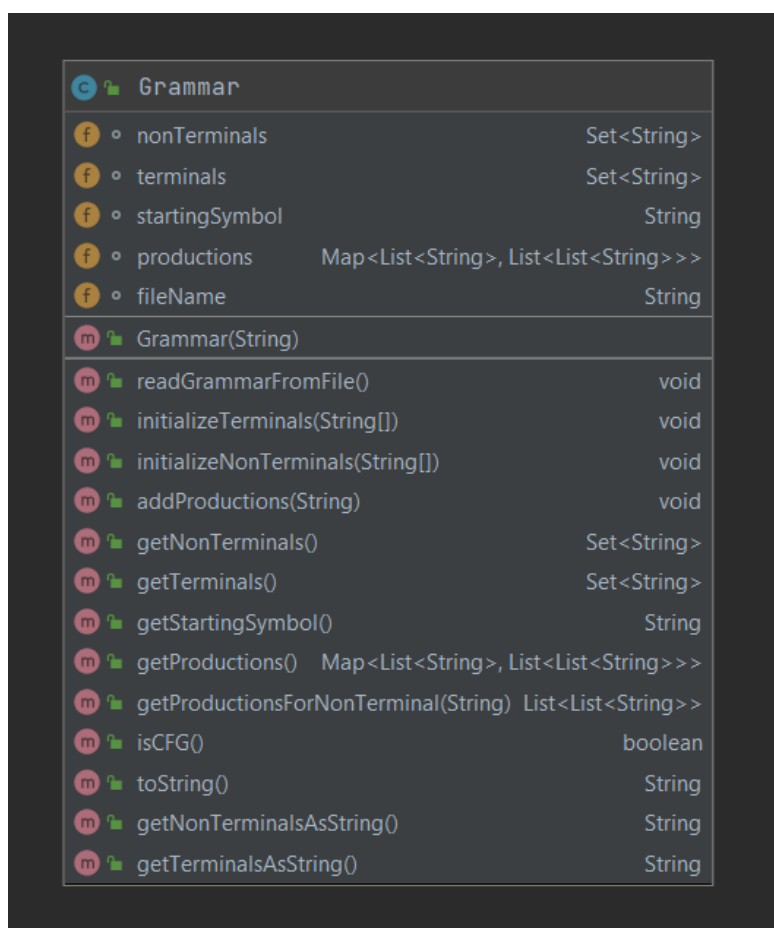 Grammar
nonTerminals Set<String>
terminals Set<String>
startingSymbol String
productions Map<List<String>, List<List<String>>>
fileName String
Grammar(String)
readGrammarFromFile() void
initializeTerminals(String[]) void
initializeNonTerminals(String[]) void
addProductions(String) void
getNonTerminals() Set<String>
getTerminals() Set<String>
getStartingSymbol() String
getProductions() Map<List<String>, List<List<String>>>
getProductionsForNonTerminal(String) List<List<String>>
isCFG() boolean
toString() String
getNonTerminalsAsString() String
getTerminalsAsString() String